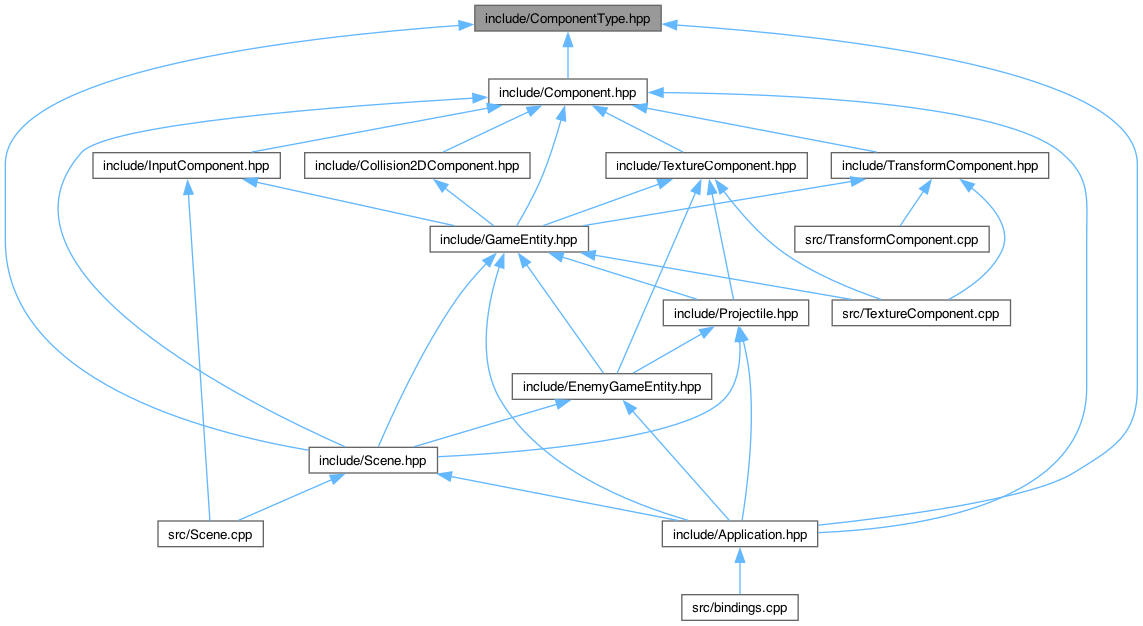 include/ComponentType.hpp
include/Component.hpp
include/InputComponent.hpp
include/Collision2DComponent.hpp
include/TextureComponent.hpp
include/TransformComponent.hpp
include/GameEntity.hpp
src/TransformComponent.cpp
include/Projectile.hpp
src/TextureComponent.cpp
include/EnemyGameEntity.hpp
include/Scene.hpp
src/Scene.cpp
include/Application.hpp
src/bindings.cpp